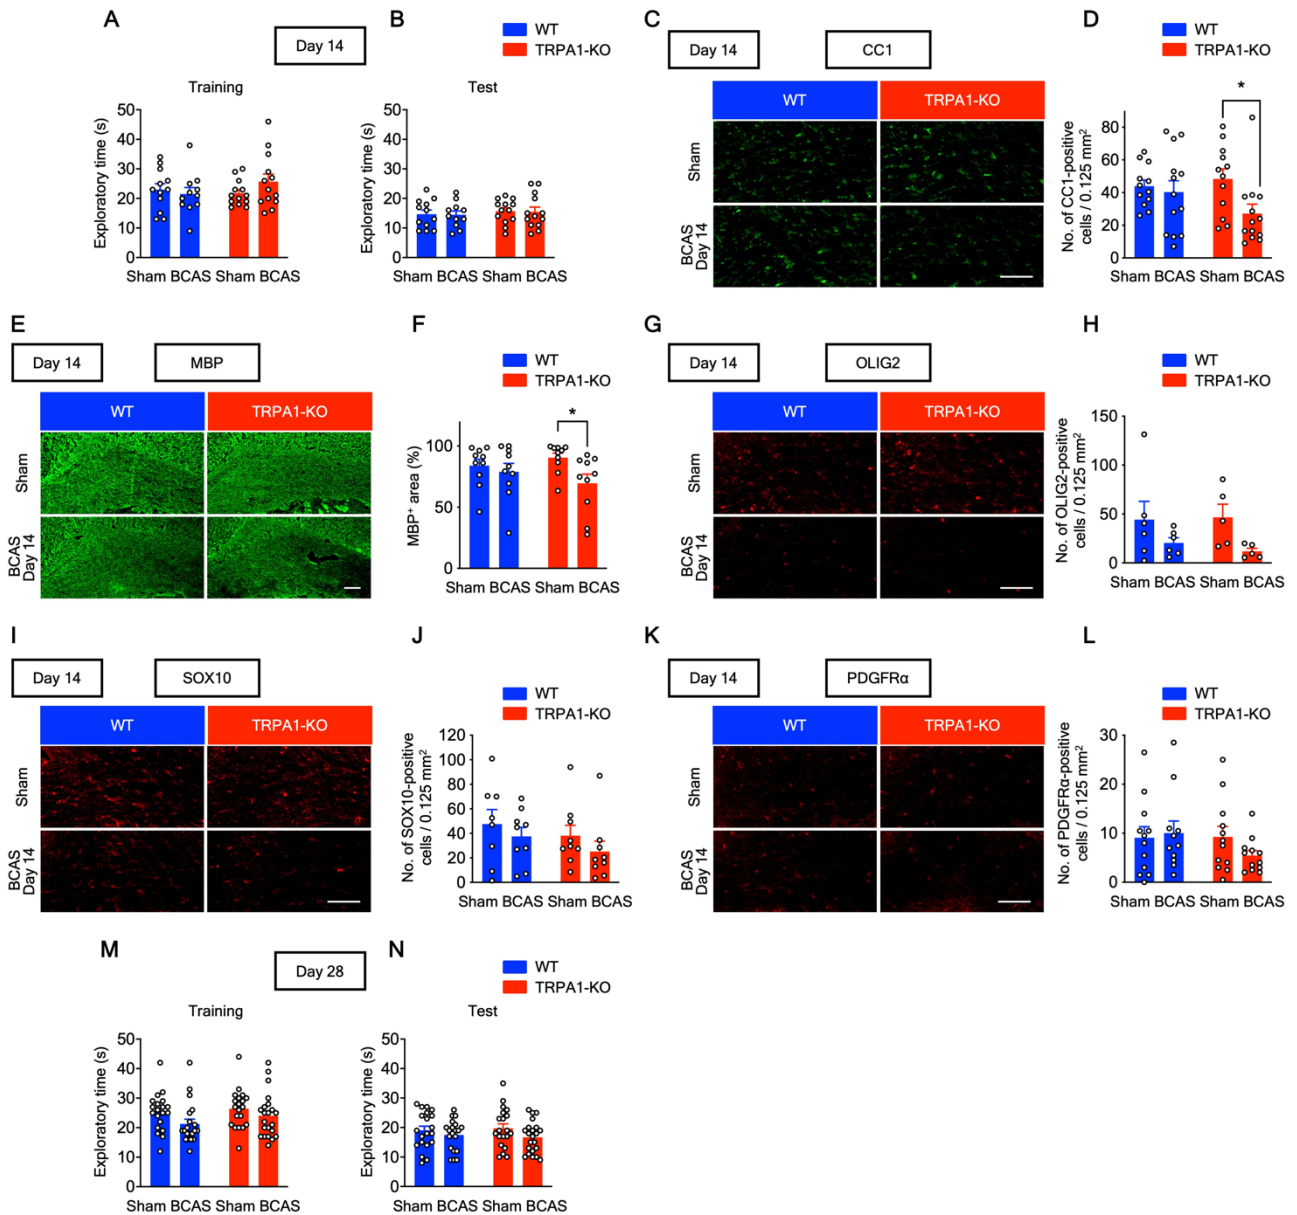 A
Day 14
B
WT
TRPA1-KO
Training
Test
Exploratory time (s)
50
40
30
20
10
0
Sham BCAS Sham BCAS
Exploratory time (s)
50
40
30
20
10
0
Sham BCAS Sham BCAS
C
Day 14
CC1
WT
TRPA1-KO
Sham
BCAS
Day 14
D
WT
TRPA1-KO
*
No. of CC1-positive
cells / 0.125 mm²
80
60
40
20
0
Sham BCAS Sham BCAS
E
Day 14
MBP
WT
TRPA1-KO
Sham
BCAS
Day 14
F
WT
TRPA1-KO
*
MBP⁺ area (%)
100
50
0
Sham BCAS Sham BCAS
G
Day 14
OLIG2
WT
TRPA1-KO
Sham
BCAS
Day 14
H
WT
TRPA1-KO
No. of OLIG2-positive
cells / 0.125 mm²
150
100
50
0
Sham BCAS Sham BCAS
I
Day 14
SOX10
WT
TRPA1-KO
Sham
BCAS
Day 14
J
WT
TRPA1-KO
No. of SOX10-positive
cells / 0.125 mm²
120
100
80
60
40
20
0
Sham BCAS Sham BCAS
K
Day 14
PDGFRα
WT
TRPA1-KO
Sham
BCAS
Day 14
L
WT
TRPA1-KO
No. of PDGFRα-positive
cells / 0.125 mm²
30
20
10
0
Sham BCAS Sham BCAS
M
Day 28
N
WT
TRPA1-KO
Training
Test
Exploratory time (s)
50
40
30
20
10
0
Sham BCAS Sham BCAS
Exploratory time (s)
50
40
30
20
10
0
Sham BCAS Sham BCAS